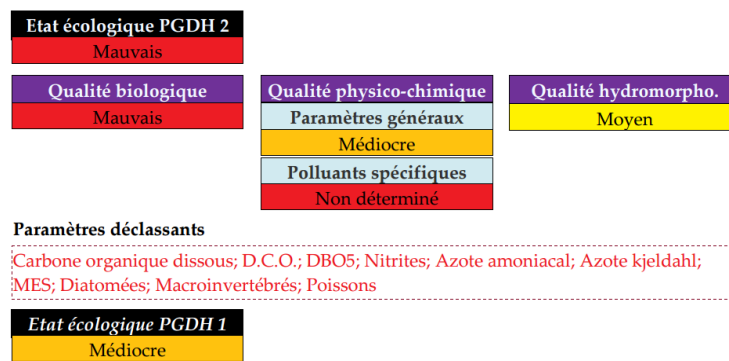 Etat écologique PGDH 2
Mauvais
Qualité biologique
Mauvais
Qualité physico-chimique
Paramètres généraux
Médiocre
Polluants spécifiques
Non déterminé
Qualité hydromorpho.
Moyen
Paramètres déclassants
Carbone organique dissous; D.C.O.; DBO5; Nitrites; Azote amoniacal; Azote kjeldahl;
MES; Diatomées; Macroinvertébrés; Poissons
Etat écologique PGDH 1
Médiocre